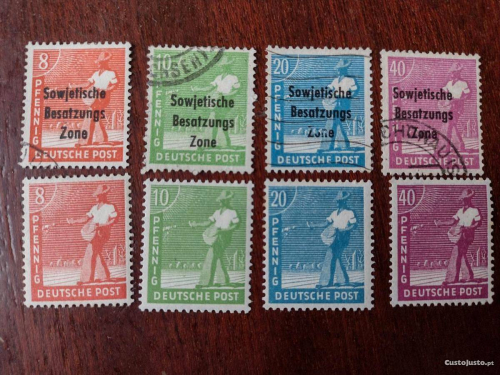 8
PFENNIG
Sowjetische
Besatzungs
Zone
DEUTSCHE POST
10
PFENNIG
Sowjetische
Besatzungs
Zone
DEUTSCHE POST
20
PFENNIG
Sowjetische
Besatzungs
Zone
DEUTSCHE POST
40
PFENNIG
Sowjetische
Besatzungs
Zone
DEUTSCHE POST
8
PFENNIG
DEUTSCHE POST
10
PFENNIG
DEUTSCHE POST
20
PFENNIG
DEUTSCHE POST
40
PFENNIG
DEUTSCHE POST
CustoJusto.pt